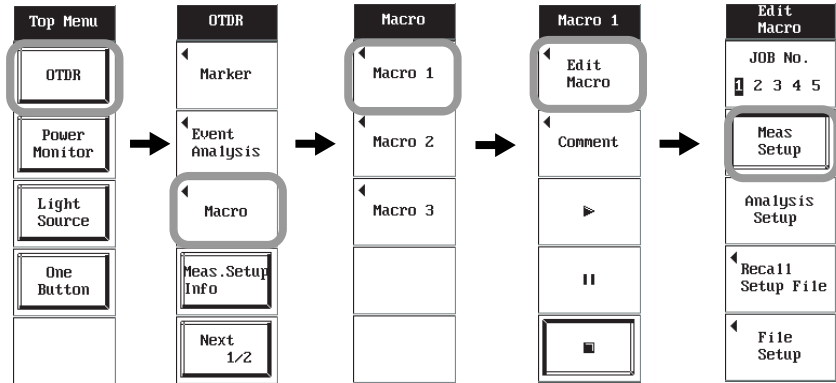 Top Menu
OTDR
Power
Monitor
Light
Source
One
Button
OTDR
Marker
Event
Analysis
Macro
Meas.Setup
Info
Next
1/2
Macro
Macro 1
Macro 2
Macro 3
Macro 1
Edit
Macro
Comment
Edit
Macro
JOB No.
1 2 3 4 5
Meas
Setup
Analysis
Setup
Recall
Setup File
File
Setup